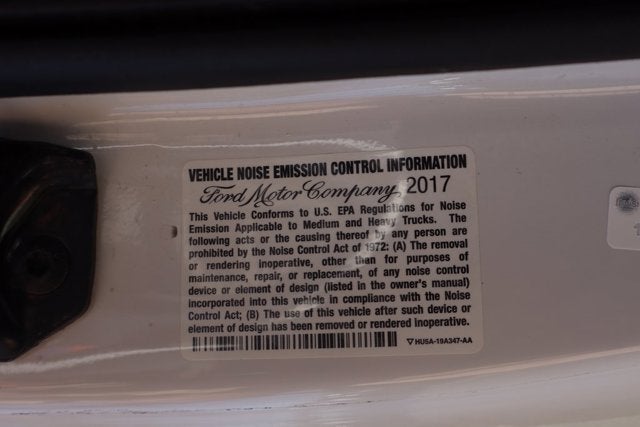 VEHICLE NOISE EMISSION CONTROL INFORMATION
Ford Motor Company 2017
This Vehicle Conforms to U.S. EPA Regulations for Noise
Emission Applicable to Medium and Heavy Trucks. The
following acts or the causing thereof by any person are
prohibited by the Noise Control Act of 1972: (A) The removal
or rendering inoperative, other than for purposes of
maintenance, repair, or replacement, of any noise control
device or element of design (listed in the owner's manual)
incorporated into this vehicle in compliance with the Noise
Control Act; (B) The use of this vehicle after such device or
element of design has been removed or rendered inoperative.
HU5A-19A347-AA